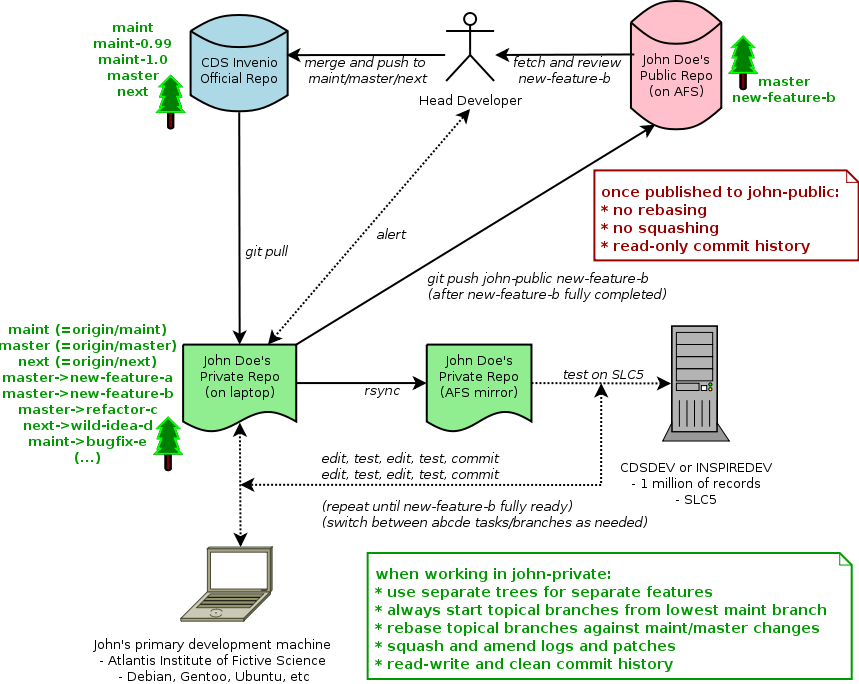 maint
maint-0.99
maint-1.0
master
next
CDS Invenio
Official Repo
merge and push to
maint/master/next
Head Developer
fetch and review
new-feature-b
John Doe's
Public Repo
(on AFS)
master
new-feature-b
once published to john-public:
* no rebasing
* no squashing
* read-only commit history
git pull
alert
git push john-public new-feature-b
(after new-feature-b fully completed)
maint (=origin/maint)
master (=origin/master)
next (=origin/next)
master->new-feature-a
master->new-feature-b
master->refactor-c
next->wild-idea-d
maint->bugfix-e
(...)
John Doe's
Private Repo
(on laptop)
rsync
John Doe's
Private Repo
(AFS mirror)
test on SLC5
CDSDEV or INSPIREDEV
- 1 million of records
- SLC5
edit, test, edit, test, commit
edit, test, edit, test, commit
(repeat until new-feature-b fully ready)
(switch between abcde tasks/branches as needed)
John's primary development machine
- Atlantis Institute of Fictive Science
- Debian, Gentoo, Ubuntu, etc
when working in john-private:
* use separate trees for separate features
* always start topical branches from lowest maint branch
* rebase topical branches against maint/master changes
* squash and amend logs and patches
* read-write and clean commit history